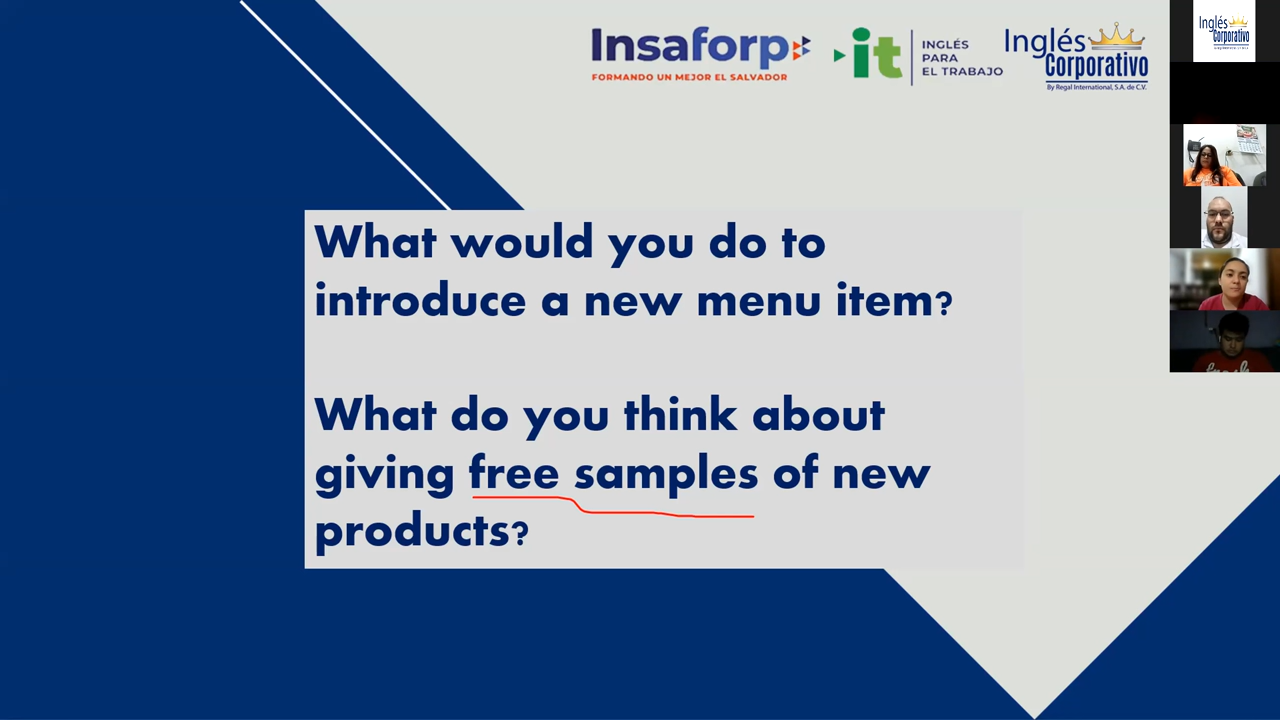 Insaforp
FORMANDO UN MEJOR EL SALVADOR
it
INGLÉS
PARA
EL TRABAJO
Inglés
Corporativo
By Regal International, S.A. de C.V.
Inglés
Corporativo
What would you do to
introduce a new menu item?
What do you think about
giving free samples of new
products?